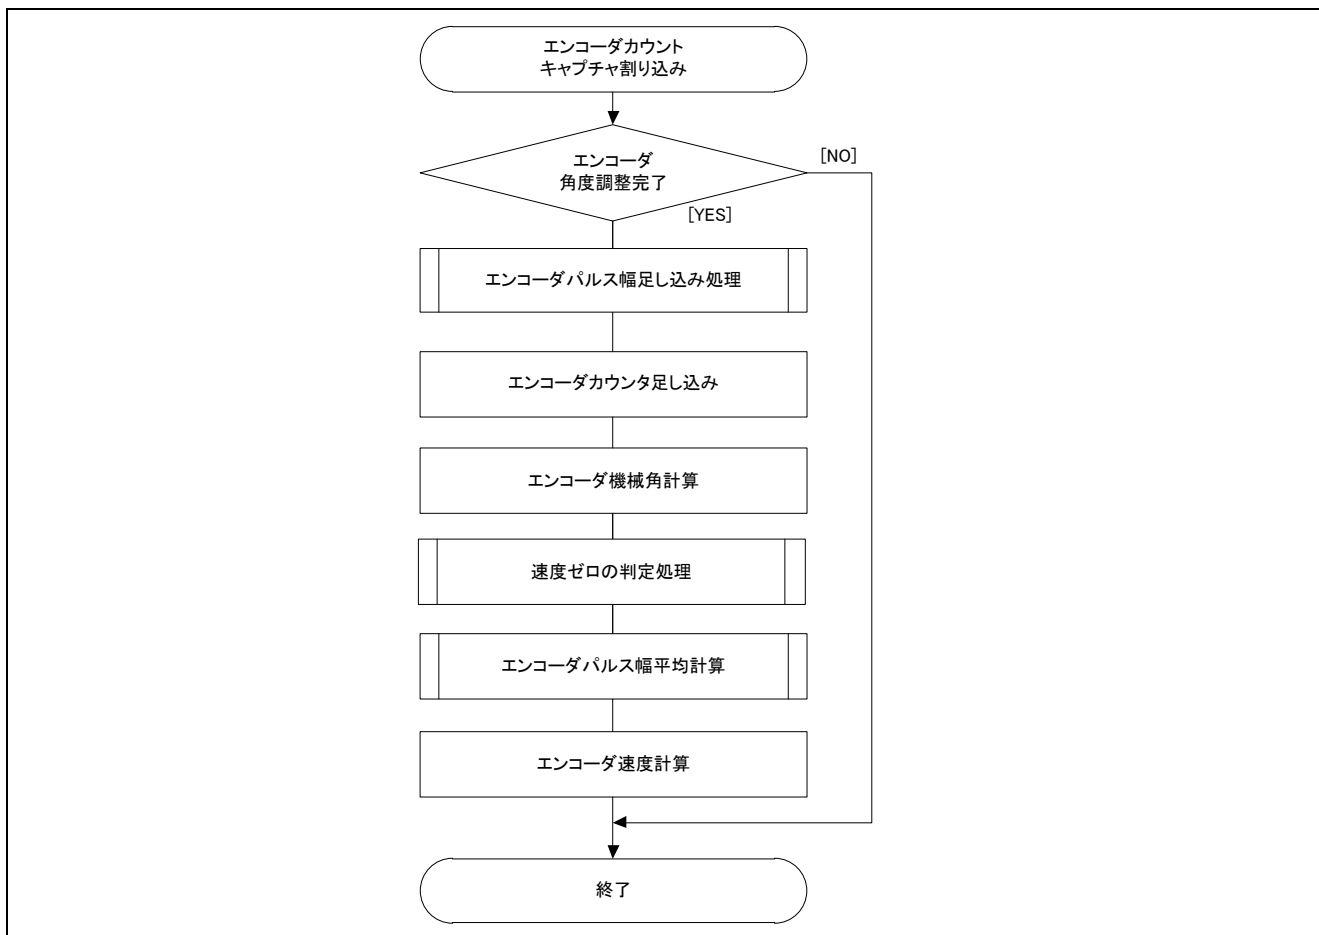 エンコーダカウント
キャプチャ割り込み
エンコーダ
角度調整完了
[NO]
[YES]
エンコーダパルス幅足し込み処理
エンコーダカウンタ足し込み
エンコーダ機械角計算
速度ゼロの判定処理
エンコーダパルス幅平均計算
エンコーダ速度計算
終了